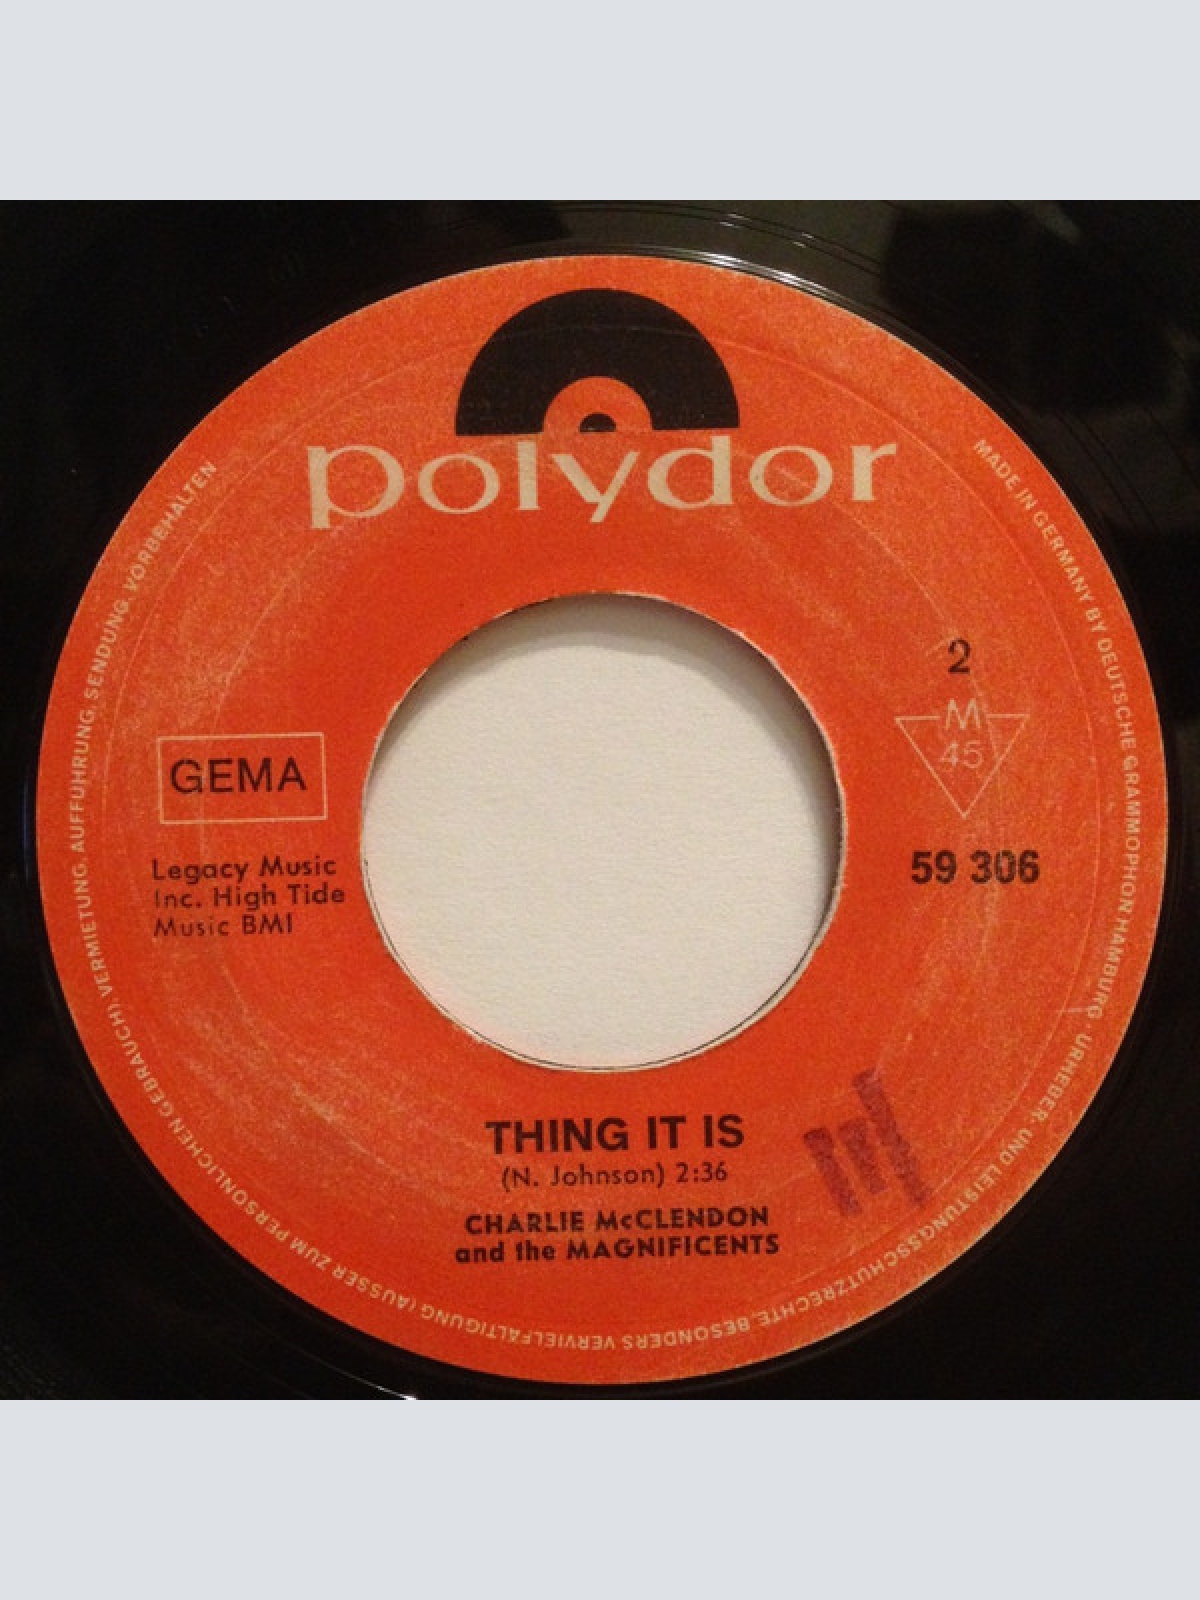 polydor
MADE IN GERMANY BY DEUTSCHE GRAMMOPHON HAMBURG · URHEBER- UND LEISTUNGSSCHUTZRECHTE, BESONDERS VERVIELFÄLTIGUNG (AUSSER ZUM PERSÖNLICHEN GEBRAUCH), VERMIETUNG, AUFFÜHRUNG, SENDUNG, VORBEHALTEN
2
M
45
GEMA
59 306
Legacy Music
Inc. High Tide
Music BMI
THING IT IS
(N. Johnson) 2:36
CHARLIE McCLENDON
and the MAGNIFICENTS